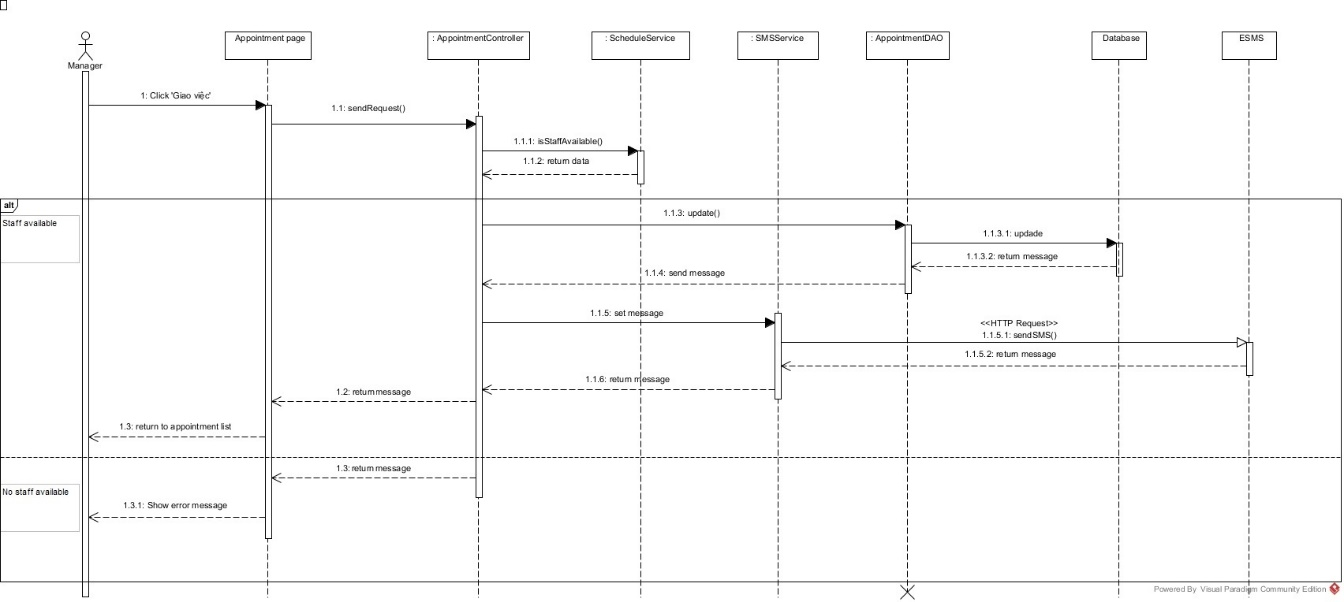 Appointment page
: AppointmentController
: ScheduleService
: SMSService
: AppointmentDAO
Database
ESMS
Manager
1: Click 'Giao việc'
1.1: sendRequest()
1.1.1: isStaffAvailable()
1.1.2: return data
alt
Staff available
1.1.3: update()
1.1.3.1: updade
1.1.3.2: return message
1.1.4: send message
1.1.5: set message
<<HTTP Request>>
1.1.5.1: sendSMS()
1.1.5.2: return message
1.1.6: return message
1.2: return message
1.3: return to appointment list
1.3: return message
No staff available
1.3.1: Show error message
Powered By Visual Paradigm Community Edition